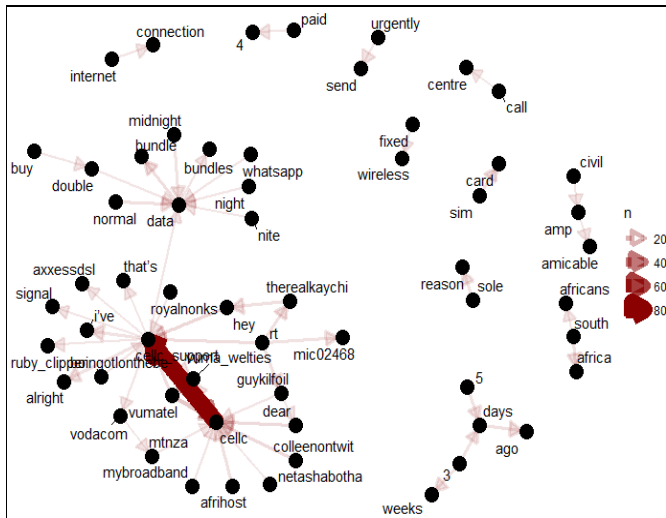 connection
paid
4
urgently
internet
send
centre
call
midnight
bundle
fixed
buy
bundles
whatsapp
wireless
civil
double
card
normal
data
night
sim
amp
n
nite
20
amicable
40
axxessdsl
that's
therealkaychi
reason
sole
africans
60
signal
royalnonks
80
i've
hey
rt
south
cellc_support
yuma_welties
mic02468
ruby_clipper
africa
guykilfoil
5
alright
vumatel
dear
days
vodacom
cellc
mtnza
colleenontwit
ago
mybroadband
3
netashabotha
afrihost
weeks